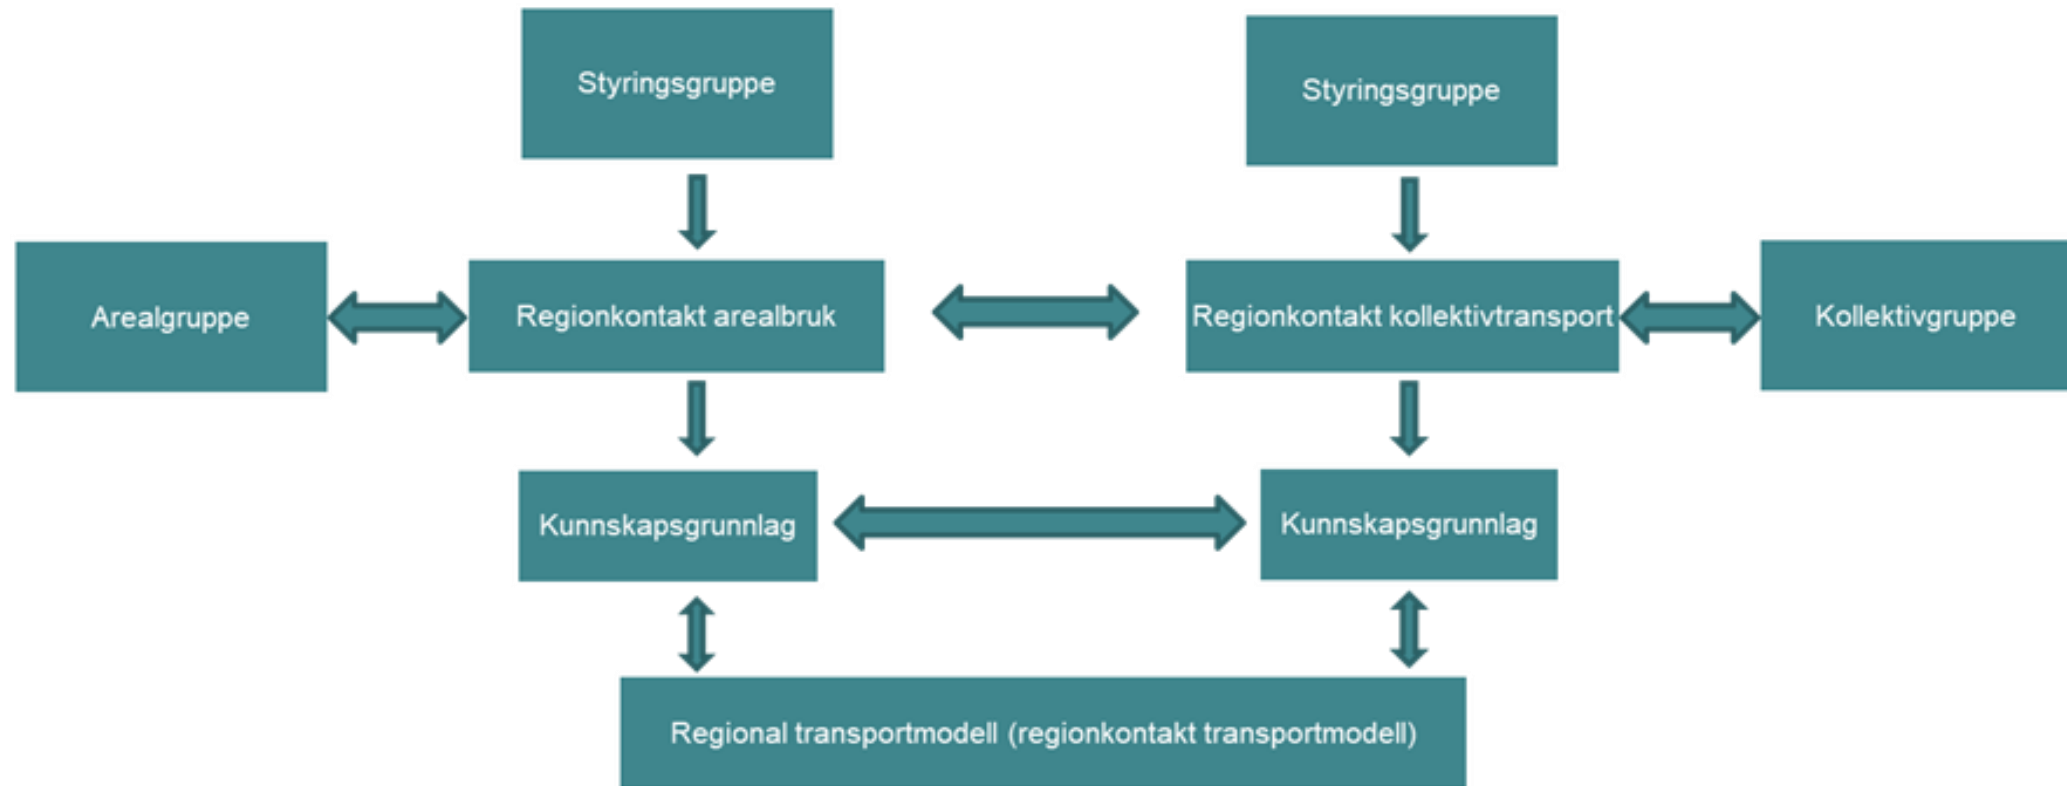 Styringsgruppe
Styringsgruppe
Arealgruppe
Regionkontakt arealbruk
Regionkontakt kollektivtransport
Kollektivgruppe
Kunnskapsgrunnlag
Kunnskapsgrunnlag
Regional transportmodell (regionkontakt transportmodell)